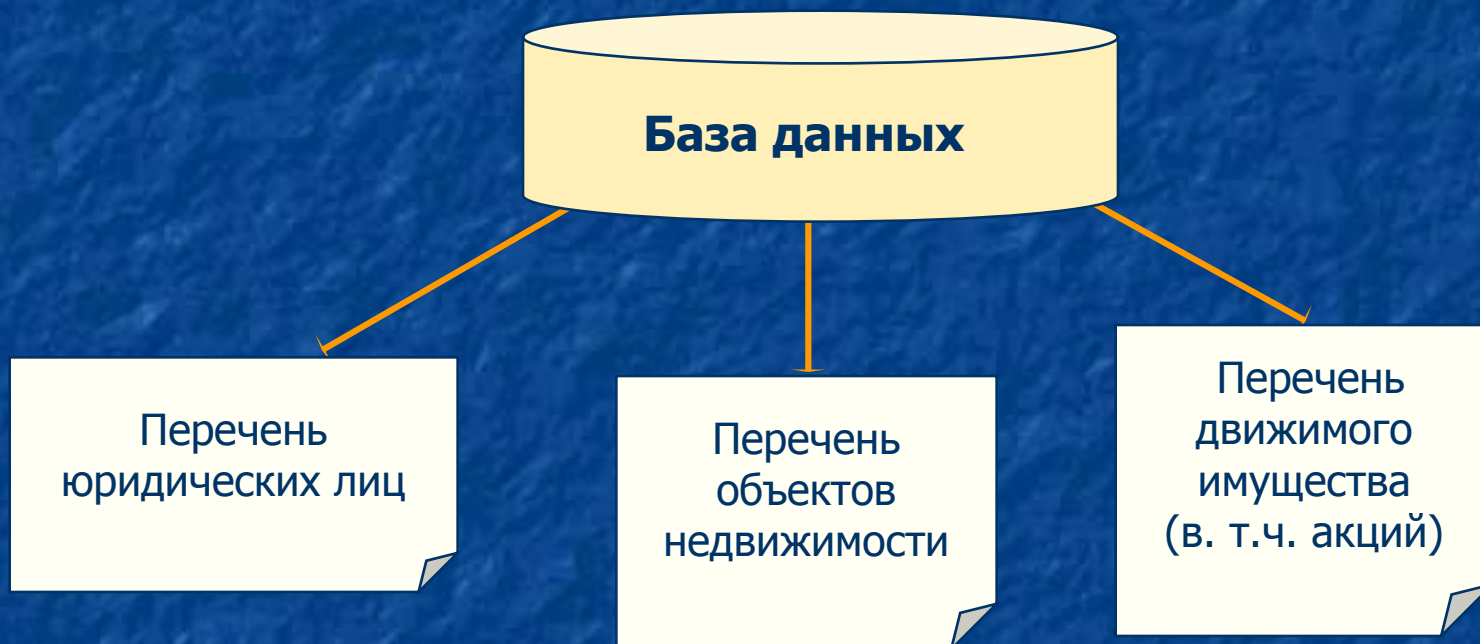 База данных
Перечень
юридических лиц
Перечень
объектов
недвижимости
Перечень
движимого
имущества
(в. т.ч. акций)